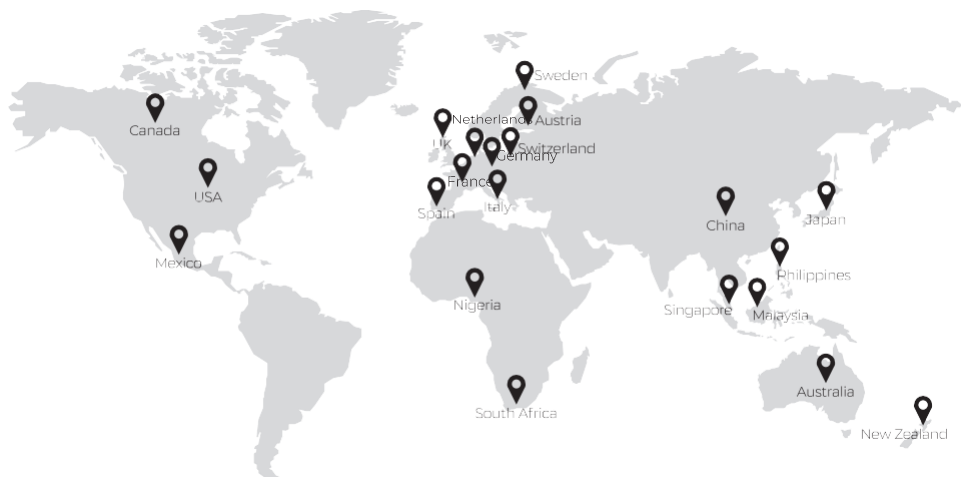 Sweden
Netherlands
Austria
Canada
UK
Switzerland
Germany
France
USA
Italy
Spain
Japan
China
Mexico
Philippines
Nigeria
Singapore
Malaysia
Australia
South Africa
New Zealand